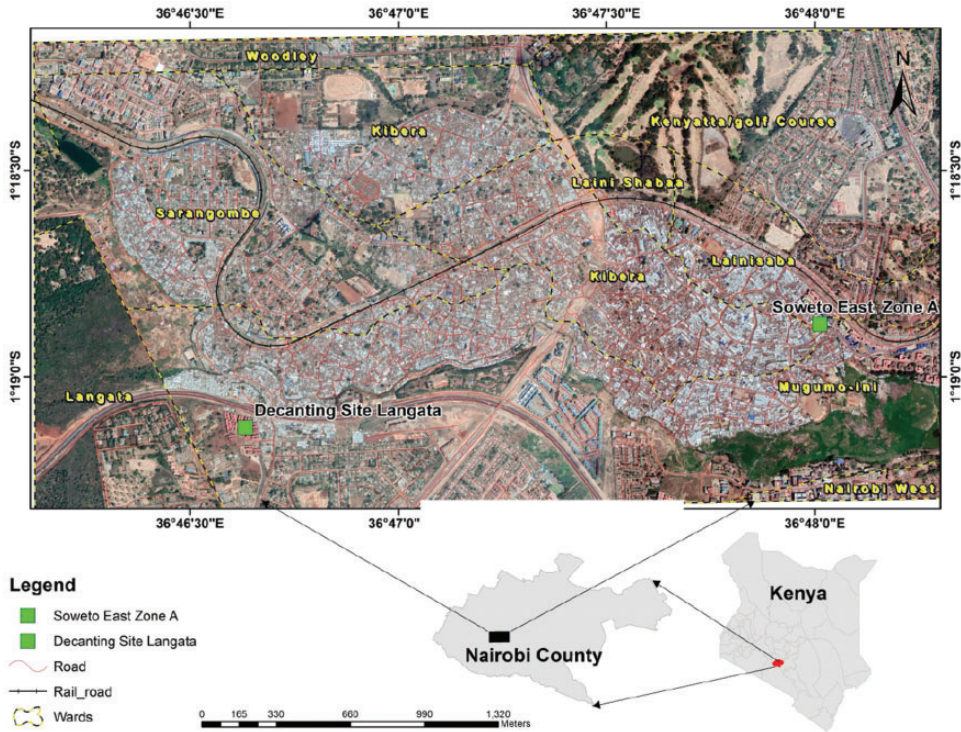 36°46'30"E 36°47'0"E 36°47'30"E 36°48'0"E
Woodley
N
Kibera
Kenyatta/golf Course
1°18'30"S
1°18'30"S
Laini Shabaa
Sarangombe
Lainisaba
Kibera
Soweto East Zone A
1°19'0"S
1°19'0"S
Langata
Mugumo-ini
Decanting Site Langata
Nairobi West
36°46'30"E 36°47'0"E 36°48'0"E
Legend
Soweto East Zone A
Decanting Site Langata
Road
Rail_road
Wards
Nairobi County
Kenya
0 165 330 660 990 1,320
Meters